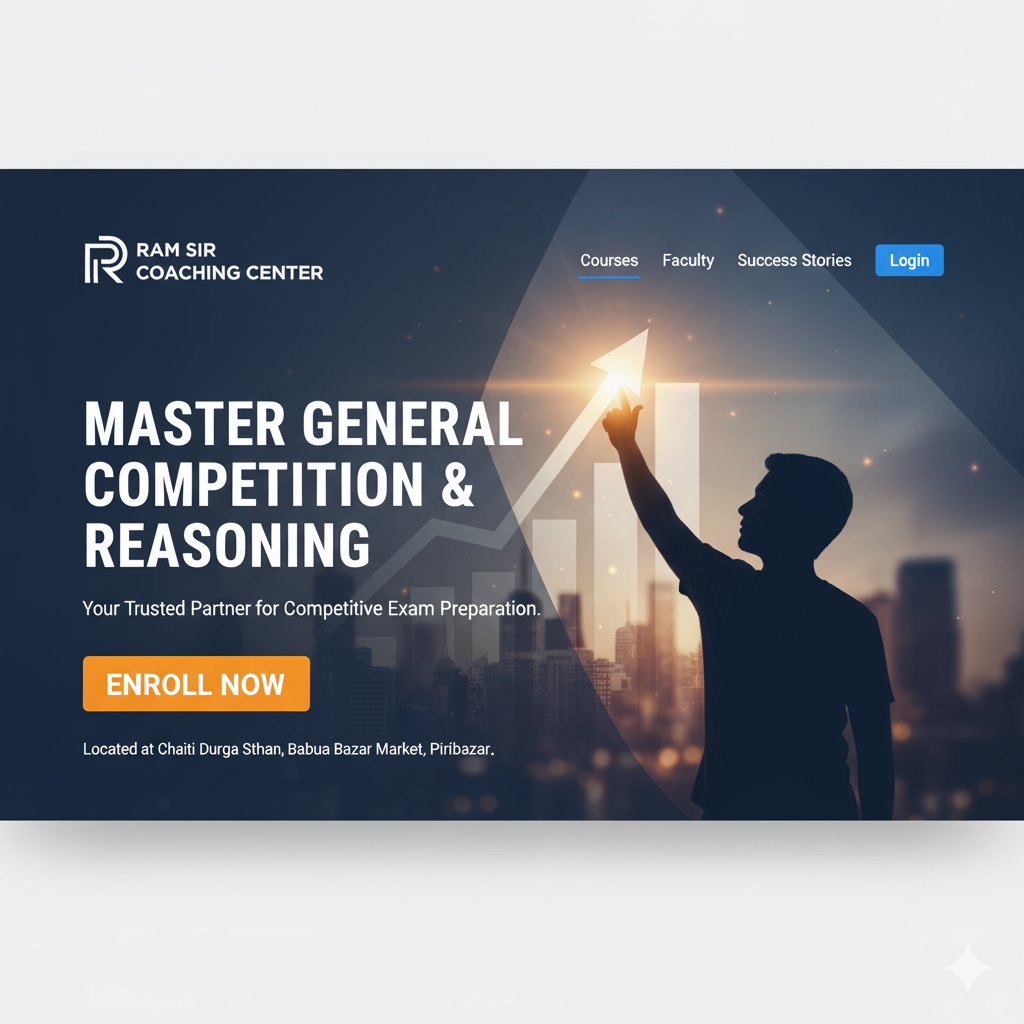 RAM SIR
COACHING CENTER
Courses Faculty Success Stories Login
MASTER GENERAL
COMPETITION &
REASONING
Your Trusted Partner for Competitive Exam Preparation.
ENROLL NOW
Located at Chaiti Durga Sthan, Babua Bazar Market, Piribazar.